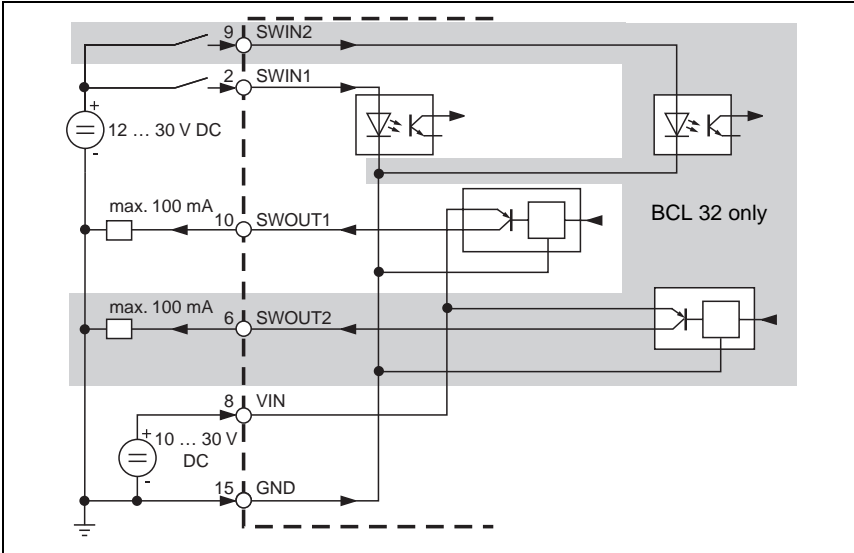 9 SWIN2
2 SWIN1
+
12 … 30 V DC
-
max. 100 mA
10 SWOUT1
BCL 32 only
max. 100 mA
6 SWOUT2
8 VIN
+
10 … 30 V
DC
-
15 GND